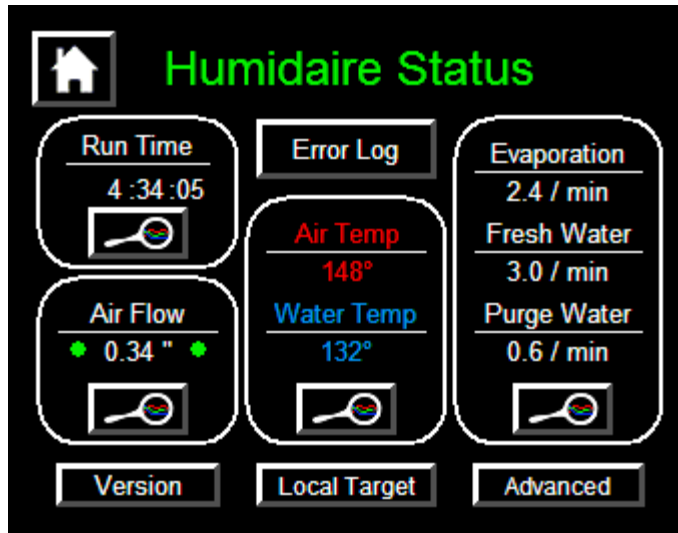 Humidaire Status
Run Time
4 :34 :05
Error Log
Evaporation
2.4 / min
Air Temp
148°
Fresh Water
3.0 / min
Air Flow
0.34 "
Water Temp
132°
Purge Water
0.6 / min
Version
Local Target
Advanced